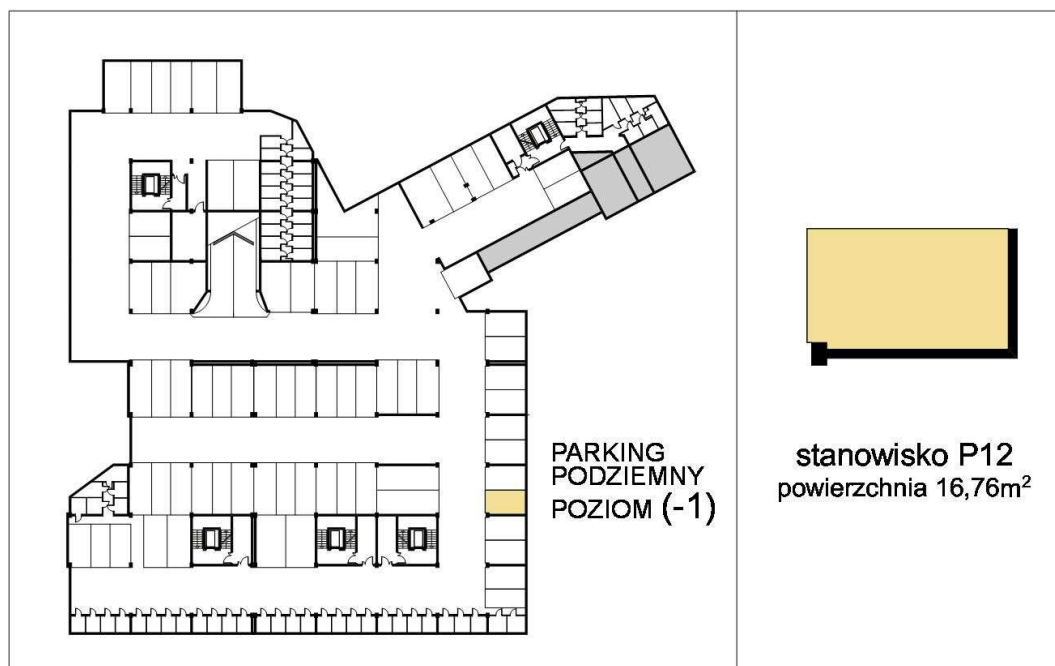 PARKING
PODZIEMNY
POZIOM (-1)
stanowisko P12
powierzchnia 16,76m²